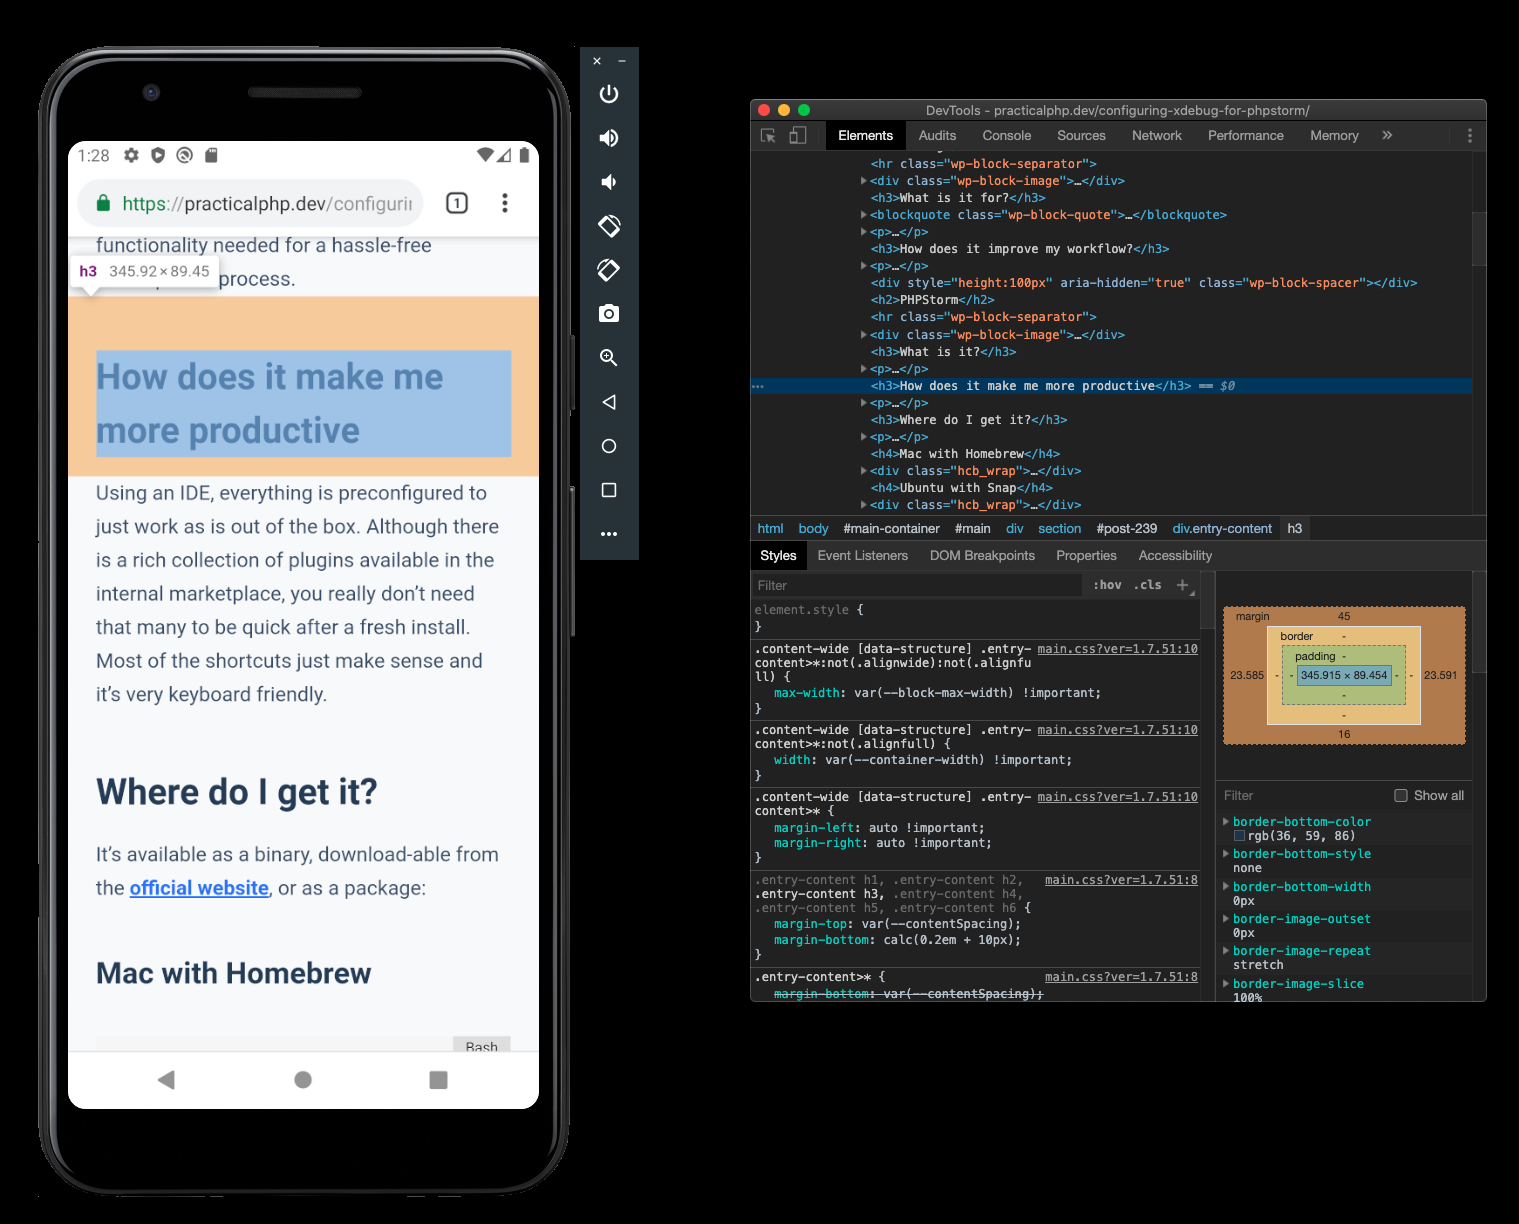 1:28
https://practicalphp.dev/configurin
1
functionality needed for a hassle-free
process.
h3 345.92 × 89.45
How does it make me
more productive
Using an IDE, everything is preconfigured to
just work as is out of the box. Although there
is a rich collection of plugins available in the
internal marketplace, you really don’t need
that many to be quick after a fresh install.
Most of the shortcuts just make sense and
it’s very keyboard friendly.
Where do I get it?
It’s available as a binary, download-able from
the official website, or as a package:
Mac with Homebrew
Bash
DevTools - practicalphp.dev/configuring-xdebug-for-phpstorm/
Elements Audits Console Sources Network Performance Memory »
<hr class="wp-block-separator">
<div class="wp-block-image">…</div>
<h3>What is it for?</h3>
<blockquote class="wp-block-quote">…</blockquote>
<p>…</p>
<h3>How does it improve my workflow?</h3>
<p>…</p>
<div style="height:100px" aria-hidden="true" class="wp-block-spacer"></div>
<h2>PHPStorm</h2>
<hr class="wp-block-separator">
<div class="wp-block-image">…</div>
<h3>What is it?</h3>
<p>…</p>
<h3>How does it make me more productive</h3> == $0
<p>…</p>
<h3>Where do I get it?</h3>
<p>…</p>
<h4>Mac with Homebrew</h4>
<div class="hcb_wrap">…</div>
<h4>Ubuntu with Snap</h4>
<div class="hcb_wrap">…</div>
html body #main-container #main div section #post-239 div.entry-content h3
Styles Event Listeners DOM Breakpoints Properties Accessibility
Filter :hov .cls +
element.style {
}
.content-wide [data-structure] .entry- main.css?ver=1.7.51:10
content>*:not(.alignwide):not(.alignfu
ll) {
max-width: var(--block-max-width) !important;
}
.content-wide [data-structure] .entry- main.css?ver=1.7.51:10
content>*:not(.alignfull) {
width: var(--container-width) !important;
}
.content-wide [data-structure] .entry- main.css?ver=1.7.51:10
content>* {
margin-left: auto !important;
margin-right: auto !important;
}
.entry-content h1, .entry-content h2, main.css?ver=1.7.51:8
.entry-content h3, .entry-content h4,
.entry-content h5, .entry-content h6 {
margin-top: var(--contentSpacing);
margin-bottom: calc(0.2em + 10px);
}
.entry-content>* { main.css?ver=1.7.51:8
margin-bottom: var(--contentSpacing);
margin 45
border -
padding -
23.585 - - 345.915 × 89.454 - - 23.591
-
-
16
Filter Show all
border-bottom-color
rgb(36, 59, 86)
border-bottom-style
none
border-bottom-width
0px
border-image-outset
0px
border-image-repeat
stretch
border-image-slice
100%